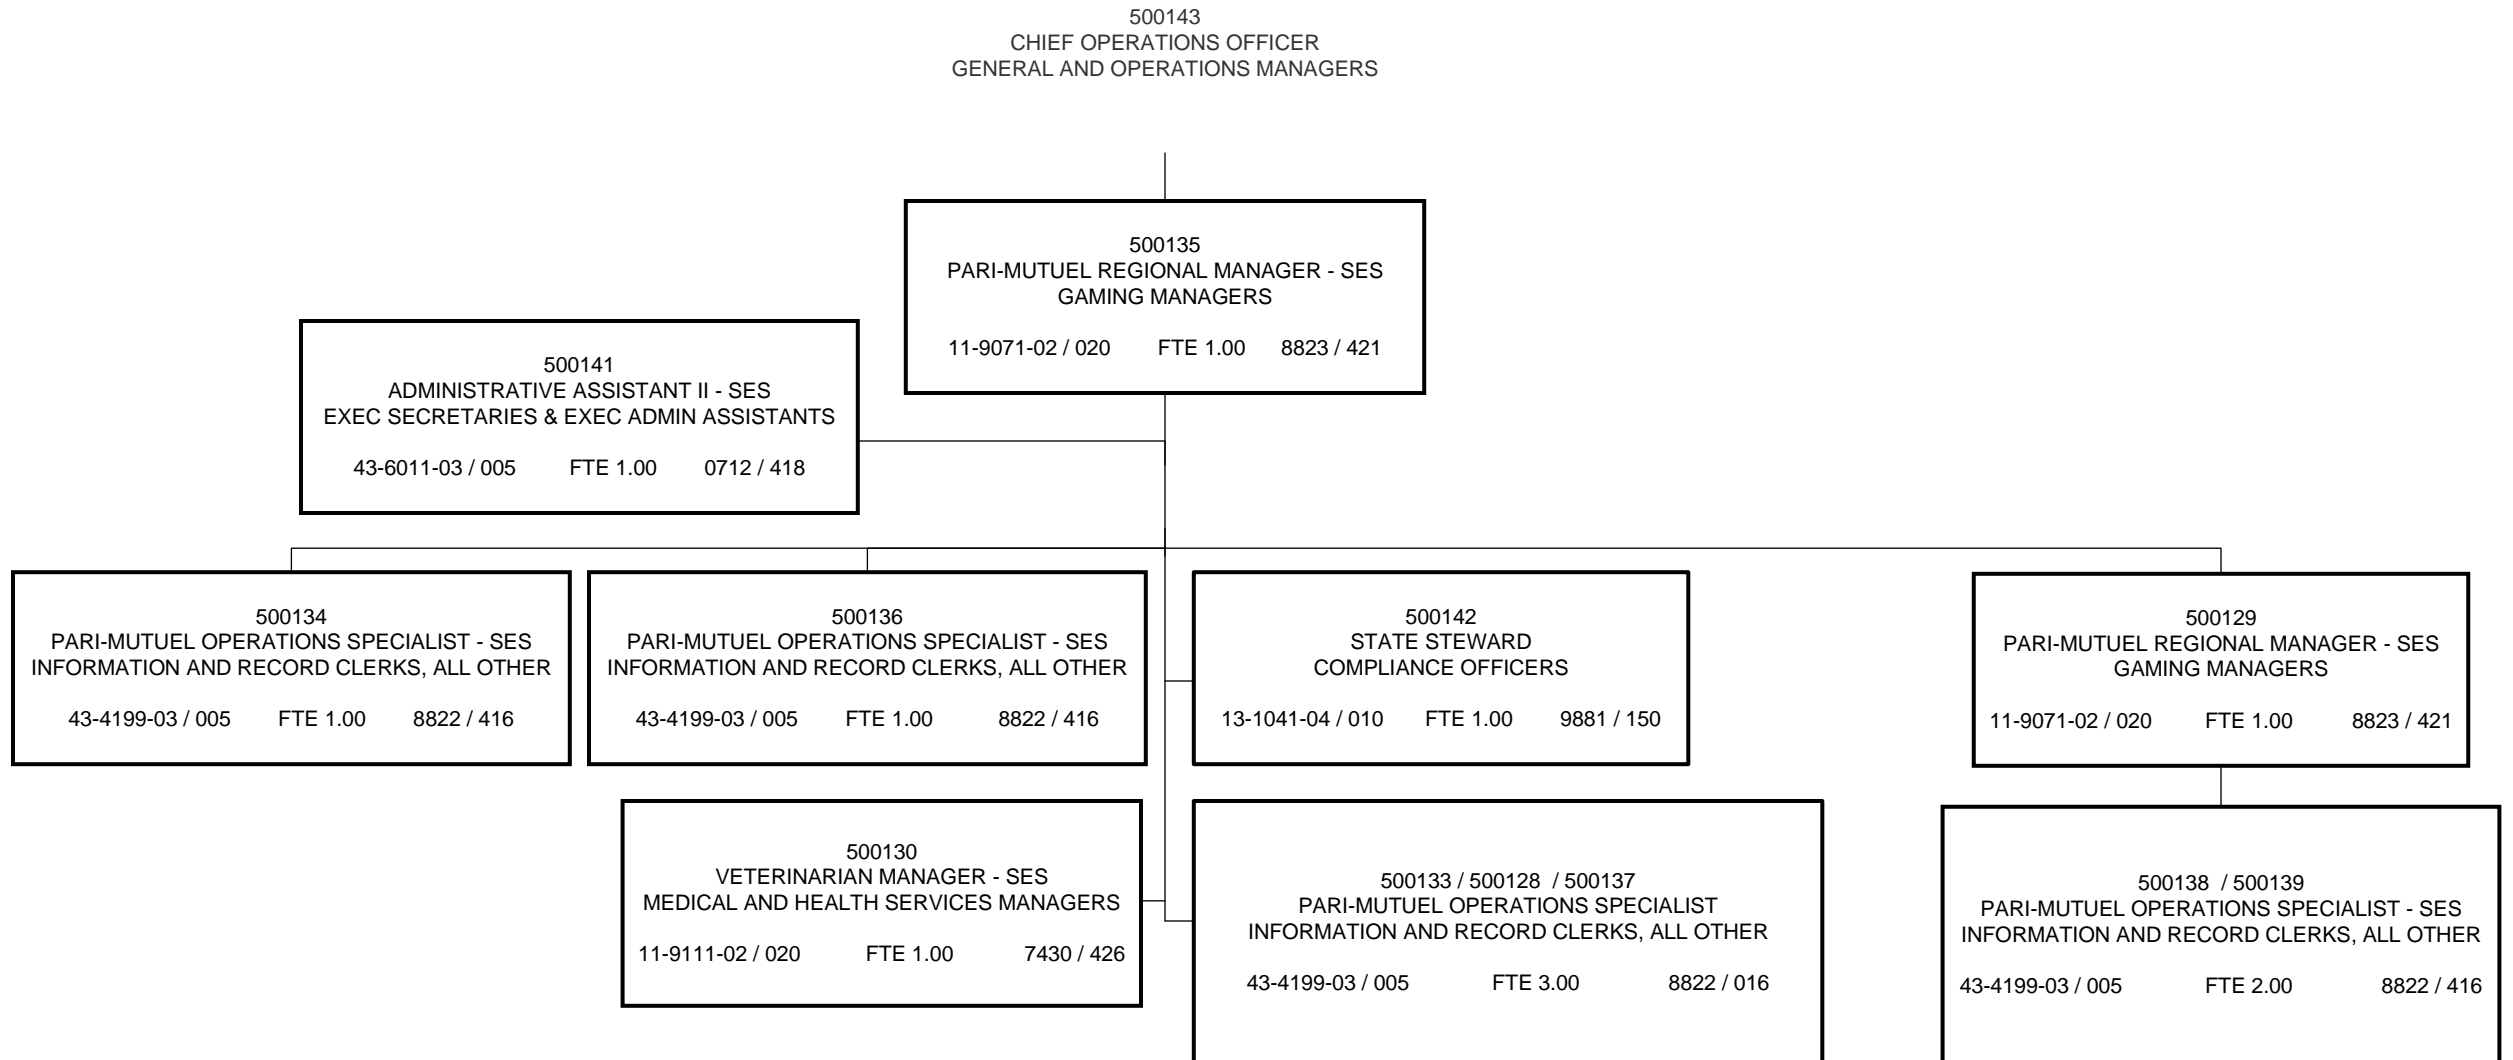 500143
CHIEF OPERATIONS OFFICER
GENERAL AND OPERATIONS MANAGERS
500135
PARI-MUTUEL REGIONAL MANAGER - SES
GAMING MANAGERS
11-9071-02 / 020 FTE 1.00 8823 / 421
500141
ADMINISTRATIVE ASSISTANT II - SES
EXEC SECRETARIES & EXEC ADMIN ASSISTANTS
43-6011-03 / 005 FTE 1.00 0712 / 418
500134
PARI-MUTUEL OPERATIONS SPECIALIST - SES
INFORMATION AND RECORD CLERKS, ALL OTHER
43-4199-03 / 005 FTE 1.00 8822 / 416
500136
PARI-MUTUEL OPERATIONS SPECIALIST - SES
INFORMATION AND RECORD CLERKS, ALL OTHER
43-4199-03 / 005 FTE 1.00 8822 / 416
500142
STATE STEWARD
COMPLIANCE OFFICERS
13-1041-04 / 010 FTE 1.00 9881 / 150
500129
PARI-MUTUEL REGIONAL MANAGER - SES
GAMING MANAGERS
11-9071-02 / 020 FTE 1.00 8823 / 421
500130
VETERINARIAN MANAGER - SES
MEDICAL AND HEALTH SERVICES MANAGERS
11-9111-02 / 020 FTE 1.00 7430 / 426
500133 / 500128 / 500137
PARI-MUTUEL OPERATIONS SPECIALIST
INFORMATION AND RECORD CLERKS, ALL OTHER
43-4199-03 / 005 FTE 3.00 8822 / 016
500138 / 500139
PARI-MUTUEL OPERATIONS SPECIALIST - SES
INFORMATION AND RECORD CLERKS, ALL OTHER
43-4199-03 / 005 FTE 2.00 8822 / 416